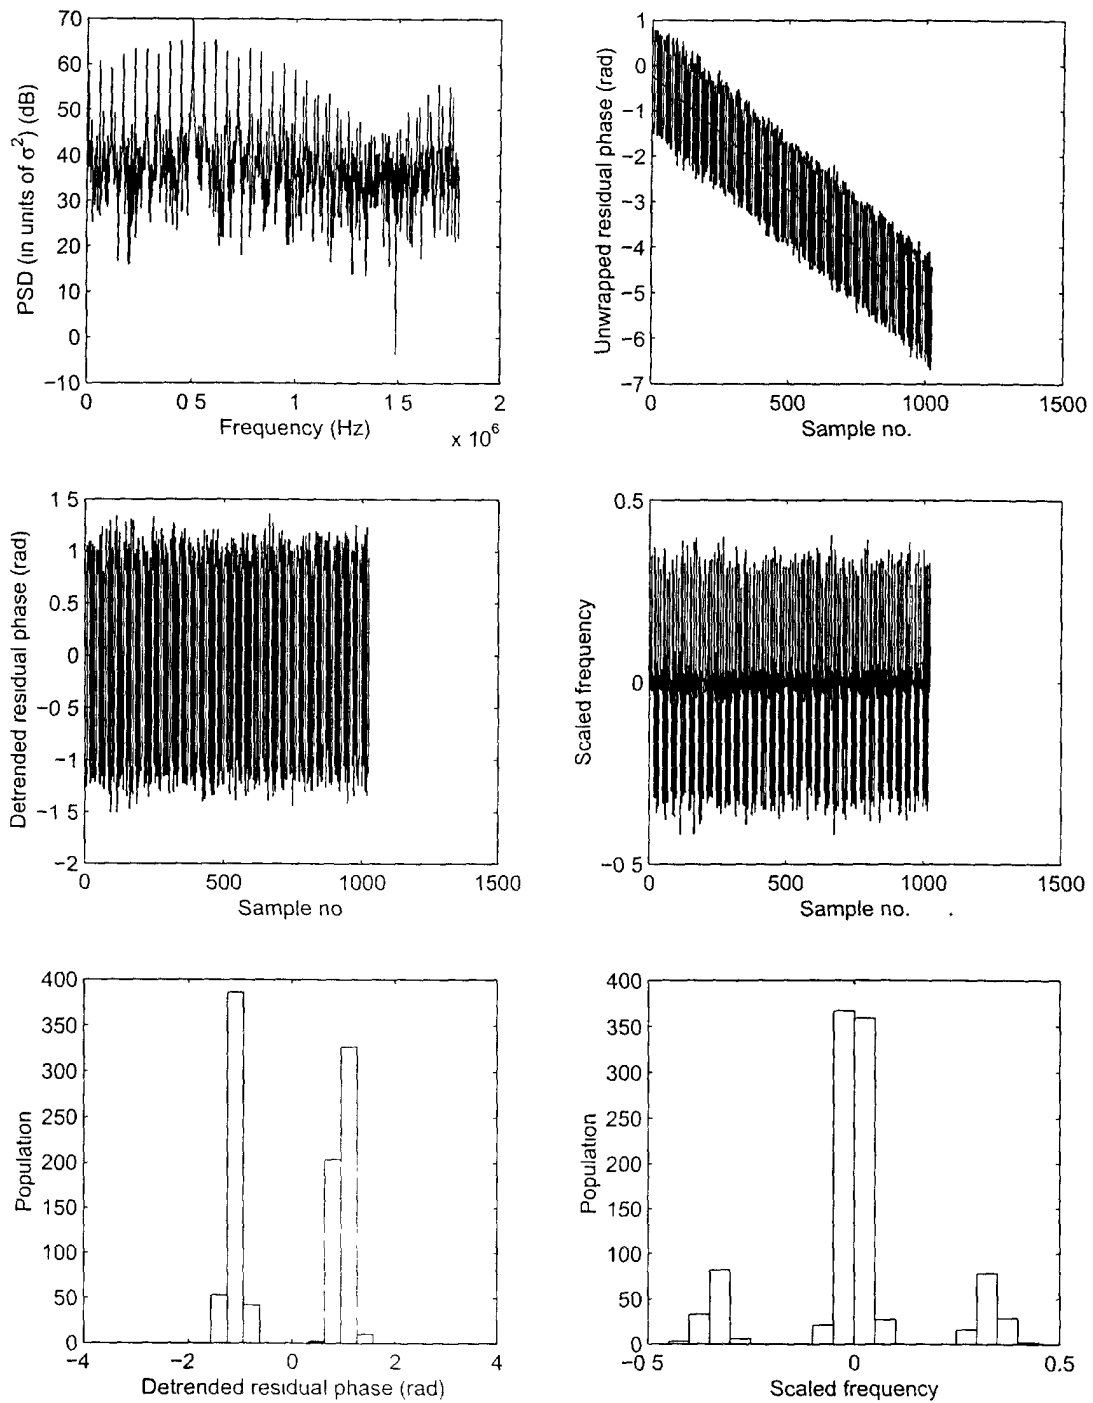 70
60
50
40
30
20
10
0
−10
PSD (in units of σ²) (dB)
0 0 5 1 1 5 2
Frequency (Hz)
x 10⁶
1
0
−1
−2
−3
−4
−5
−6
−7
Unwrapped residual phase (rad)
0 500 1000 1500
Sample no.
1 5
1
0.5
0
−0 5
−1
−1 5
−2
Detrended residual phase (rad)
0 500 1000 1500
Sample no
0.5
0
−0 5
Scaled frequency
0 500 1000 1500
Sample no.
400
350
300
250
200
150
100
50
0
Population
−4 −2 0 2 4
Detrended residual phase (rad)
400
350
300
250
200
150
100
50
0
Population
−0 5 0 0.5
Scaled frequency